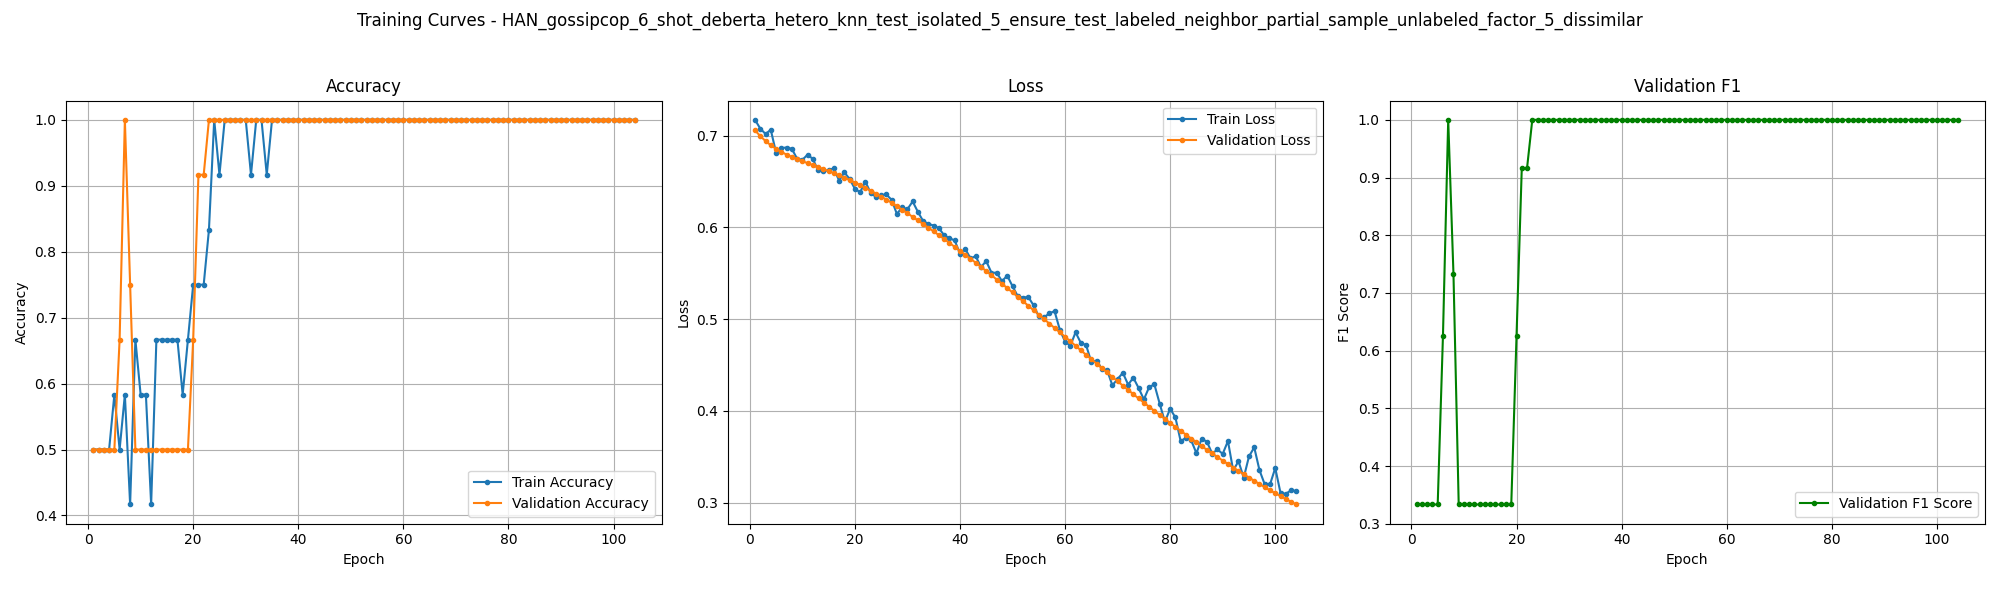 Training Curves - HAN_gossipcop_6_shot_deberta_hetero_knn_test_isolated_5_ensure_test_labeled_neighbor_partial_sample_unlabeled_factor_5_dissimilar
Accuracy
1.0
0.9
0.8
0.7
0.6
0.5
0.4
Accuracy
Train Accuracy
Validation Accuracy
0 20 40 60 80 100
Epoch
Loss
0.7
0.6
0.5
0.4
0.3
Loss
Train Loss
Validation Loss
0 20 40 60 80 100
Epoch
Validation F1
1.0
0.9
0.8
0.7
0.6
0.5
0.4
0.3
F1 Score
Validation F1 Score
0 20 40 60 80 100
Epoch